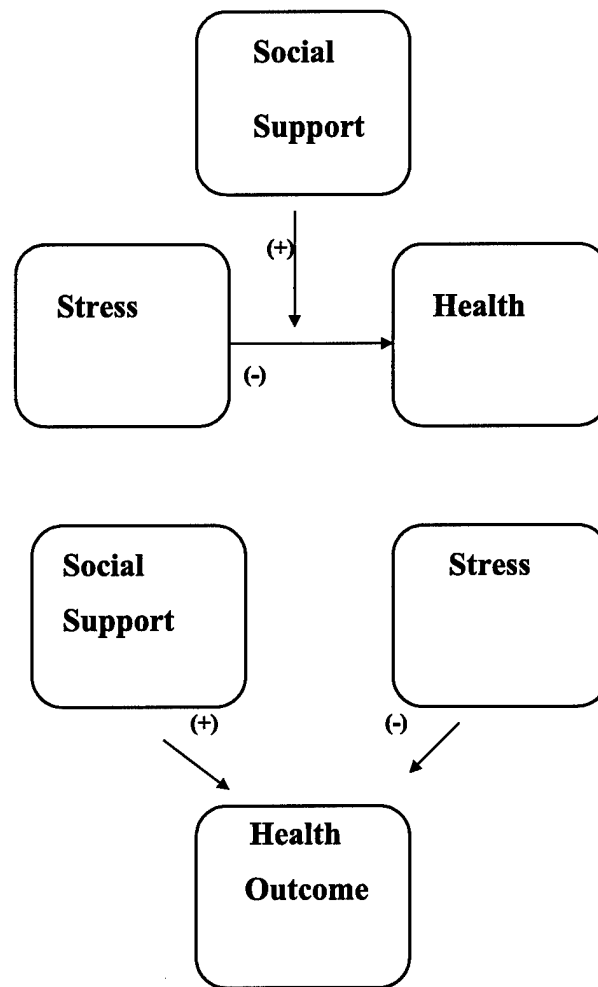 Social
Support
(+)
Stress
Health
(-)
Social
Support
Stress
(+)
(-)
Health
Outcome